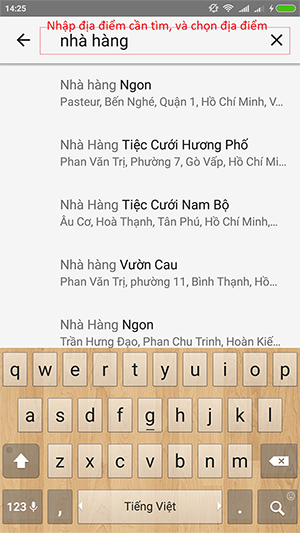 14:25
Nhập địa điểm cần tìm, và chọn địa điểm
nhà hàng
Nhà hàng Ngon
Pasteur, Bến Nghé, Quận 1, Hồ Chí Minh, V...
Nhà Hàng Tiệc Cưới Hương Phố
Phan Văn Trị, Phường 7, Gò Vấp, Hồ Chí Mi...
Nhà Hàng Tiệc Cưới Nam Bộ
Âu Cơ, Hoà Thạnh, Tân Phú, Hồ Chí Minh,...
Nhà hàng Vườn Cau
Phan Văn Trị, phường 11, Bình Thạnh, Hồ...
Nhà Hàng Ngon
Trần Hưng Đạo, Phan Chu Trinh, Hoàn Kiế...
q w e r t y u i o p
a s d f g h j k l
z x c v b n m
123 , Tiếng Việt .